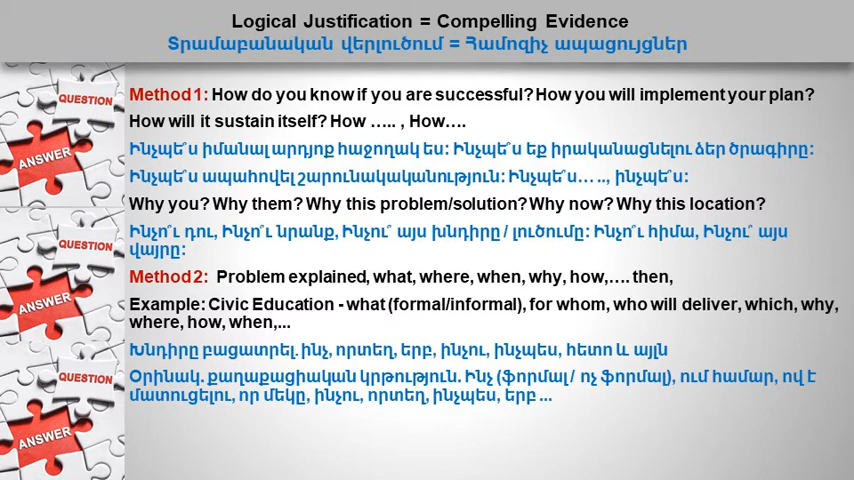 Logical Justification = Compelling Evidence
Տրամաբանական վերլուծում = Համոզիչ ապացույցներ
QUESTION
ANSWER
QUESTION
ANSWER
QUESTION
ANSWER
Method 1: How do you know if you are successful? How you will implement your plan?
How will it sustain itself? How ….. , How….
Ինչպե՞ս իմանալ արդյոք հաջողակ ես: Ինչպե՞ս եք իրականացնելու ձեր ծրագիրը:
Ինչպե՞ս ապահովել շարունակականություն: Ինչպե՞ս… .., ինչպե՞ս:
Why you? Why them? Why this problem/solution? Why now? Why this location?
Ինչո՞ւ դու, Ինչո՞ւ նրանք, Ինչու՞ այս խնդիրը / լուծումը: Ինչո՞ւ հիմա, Ինչու՞ այս
վայրը:
Method 2: Problem explained, what, where, when, why, how,…. then,
Example: Civic Education - what (formal/informal), for whom, who will deliver, which, why,
where, how, when,...
Խնդիրը բացատրել. ինչ, որտեղ, երբ, ինչու, ինչպես, հետո և այլն
Օրինակ. քաղաքացիական կրթություն. Ինչ (ֆորմալ / ոչ ֆորմալ), ում համար, ով է
մատուցելու, որ մեկը, ինչու, որտեղ, ինչպես, երբ ...